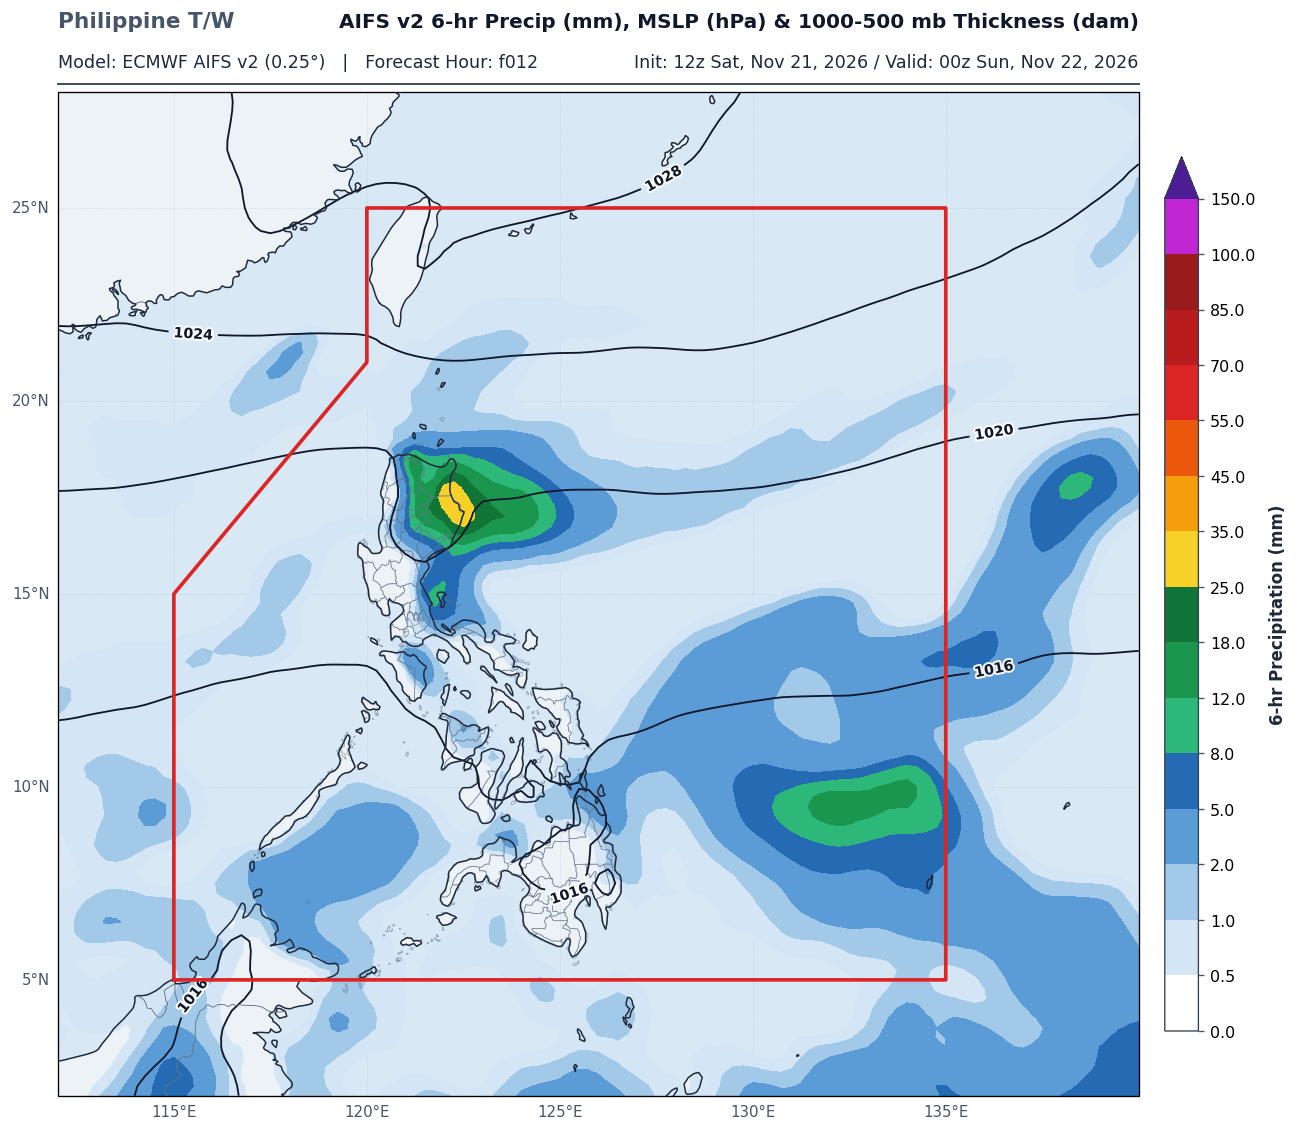 Philippine T/W
AIFS v2 6-hr Precip (mm), MSLP (hPa) & 1000-500 mb Thickness (dam)
Model: ECMWF AIFS v2 (0.25°) | Forecast Hour: f012
Init: 12z Sat, Nov 21, 2026 / Valid: 00z Sun, Nov 22, 2026
25°N
20°N
15°N
10°N
5°N
115°E
120°E
125°E
130°E
135°E
1028
1024
1020
1016
1016
1016
150.0
100.0
85.0
70.0
55.0
45.0
35.0
25.0
18.0
12.0
8.0
5.0
2.0
1.0
0.5
0.0
6-hr Precipitation (mm)